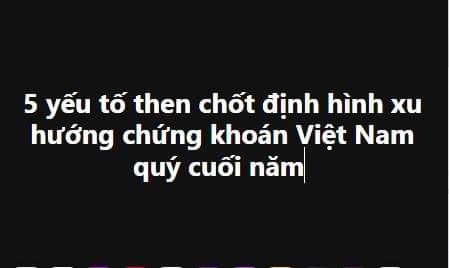 5 yếu tố then chốt định hình xu
hướng chứng khoán Việt Nam
quý cuối năm